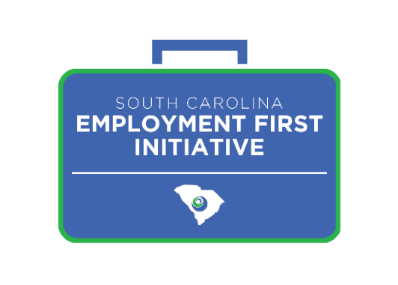 SOUTH CAROLINA
EMPLOYMENT FIRST
INITIATIVE